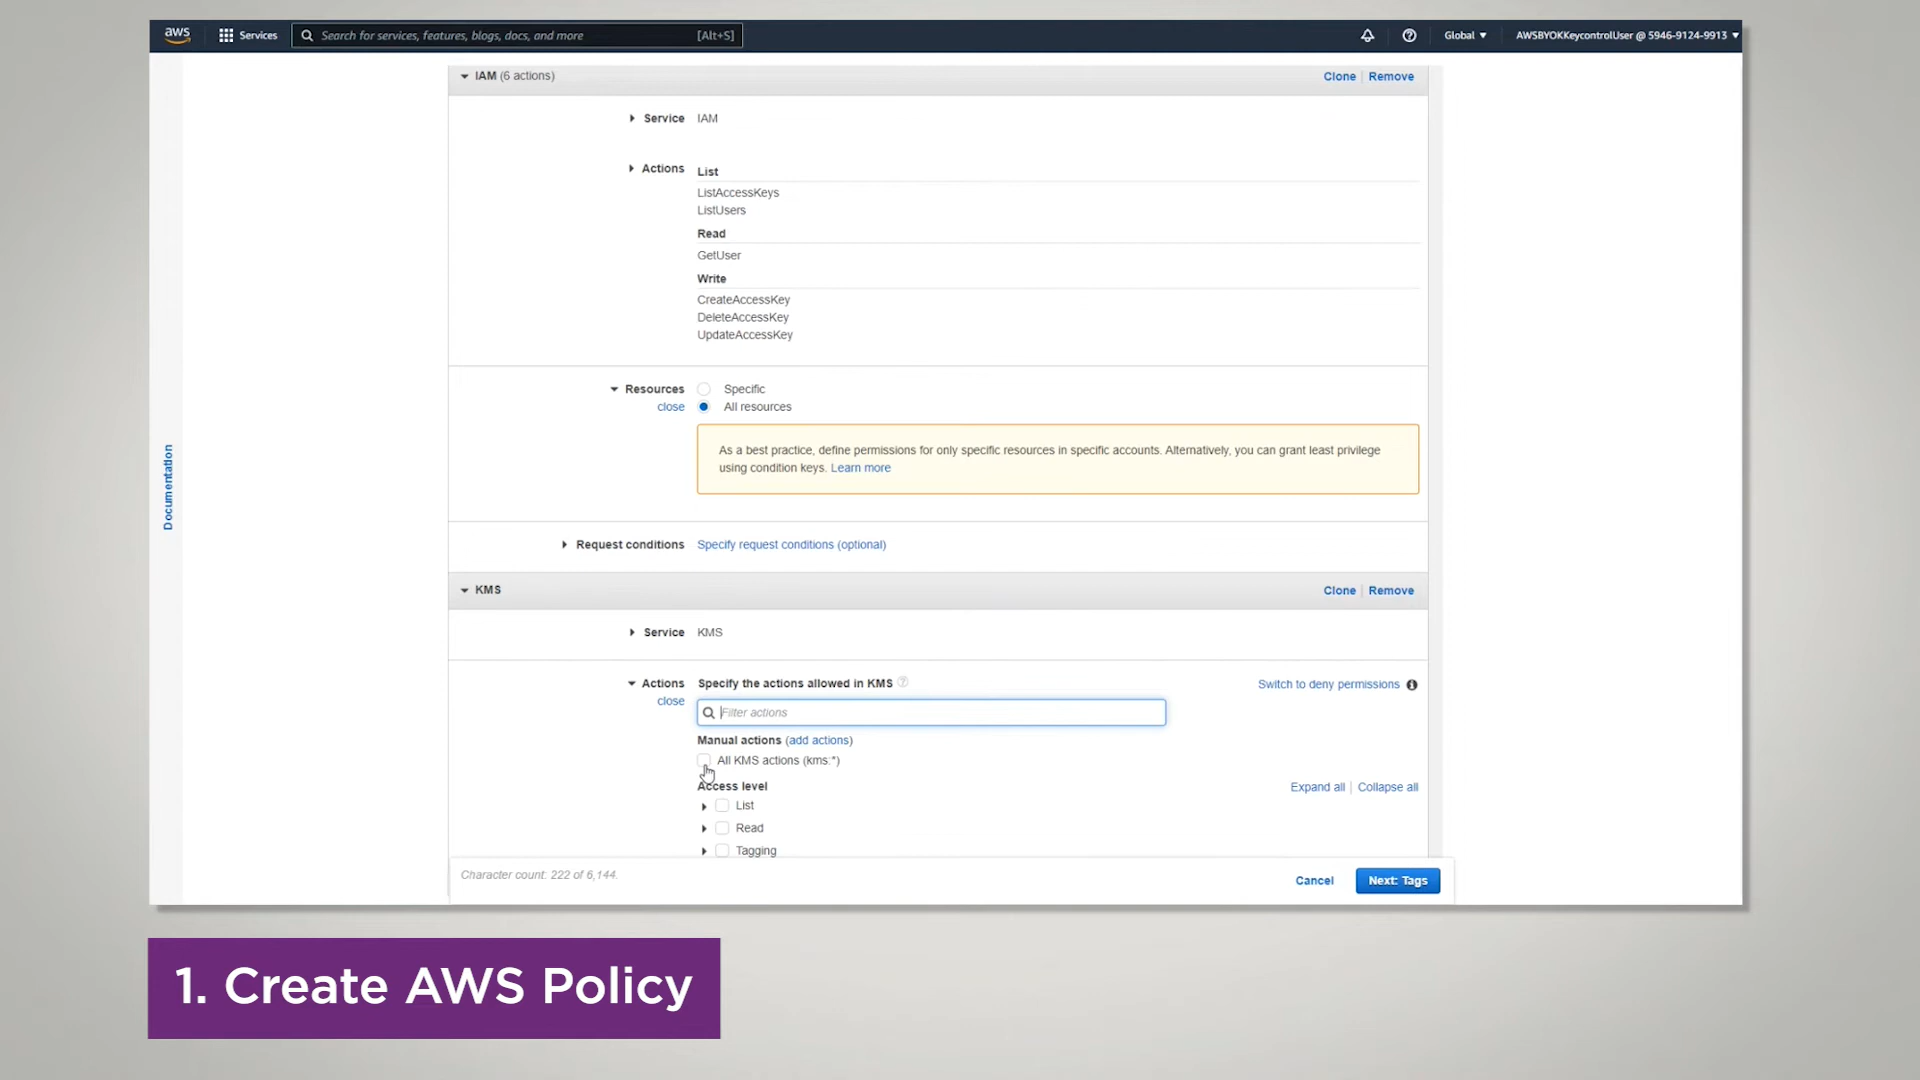 aws
Services
Search for services, features, blogs, docs, and more
[Alt+S]
Global
AWSBYOKKeycontrolUser @ 5946-9124-9913
Documentation
IAM (6 actions)
Clone
Remove
Service
IAM
Actions
List
ListAccessKeys
ListUsers
Read
GetUser
Write
CreateAccessKey
DeleteAccessKey
UpdateAccessKey
Resources
close
Specific
All resources
As a best practice, define permissions for only specific resources in specific accounts. Alternatively, you can grant least privilege
using condition keys. Learn more
Request conditions
Specify request conditions (optional)
KMS
Clone
Remove
Service
KMS
Actions
close
Specify the actions allowed in KMS
Switch to deny permissions
Filter actions
Manual actions (add actions)
All KMS actions (kms:*)
Access level
Expand all
Collapse all
List
Read
Tagging
Character count: 222 of 6,144.
Cancel
Next: Tags
1. Create AWS Policy